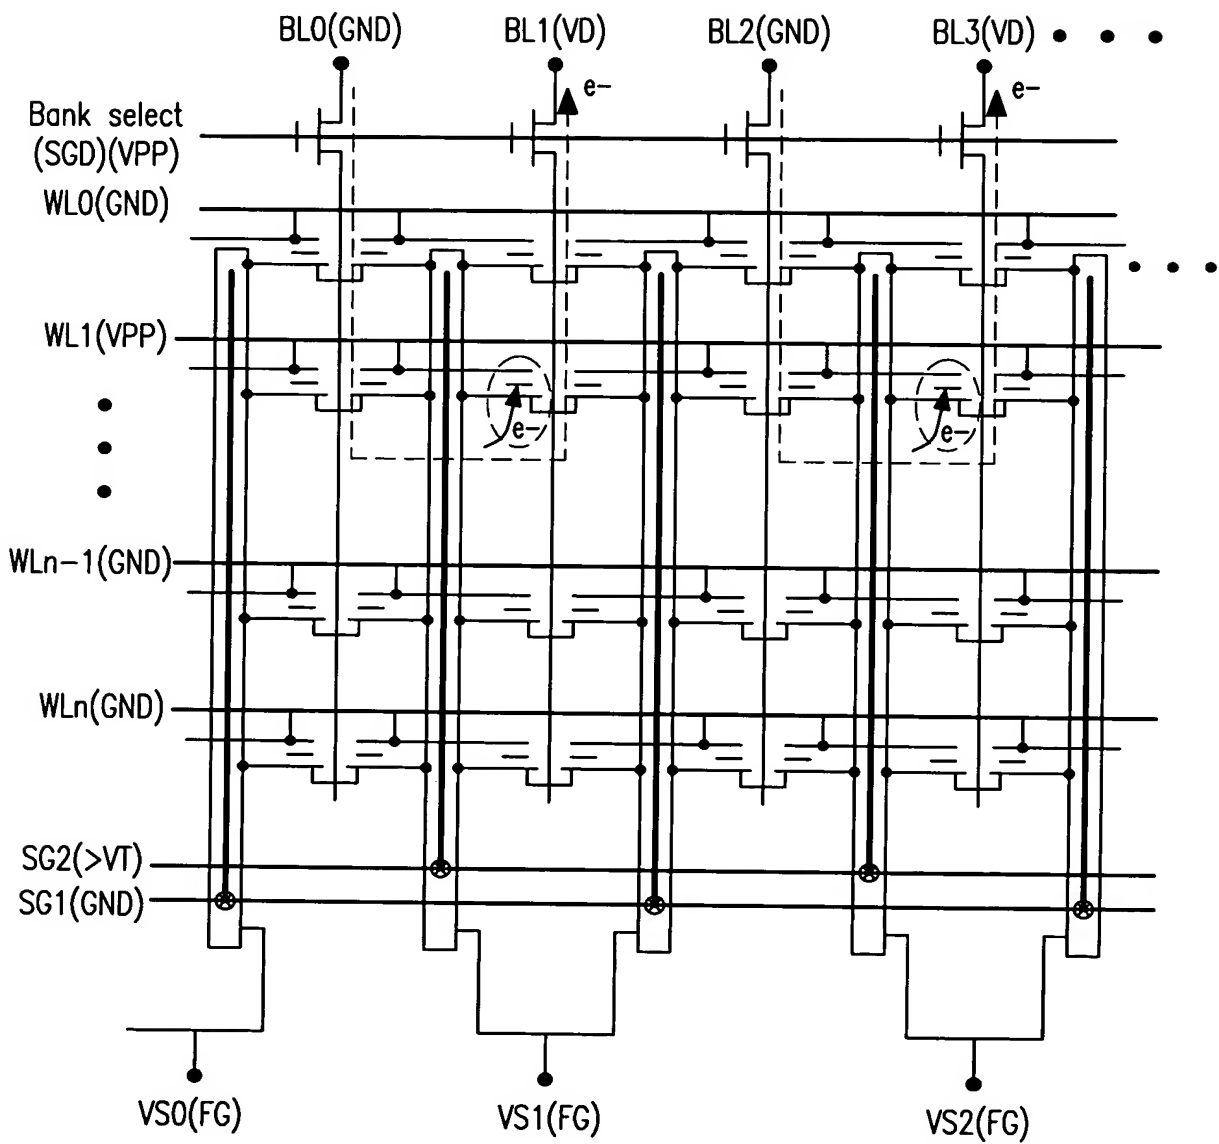 BL0(GND) BL1(VD) BL2(GND) BL3(VD)
e- e-
Bank select
(SGD)(VPP)
WL0(GND)
WL1(VPP)
e- e-
WLn-1(GND)
WLn(GND)
SG2(>VT)
SG1(GND)
VS0(FG) VS1(FG) VS2(FG)